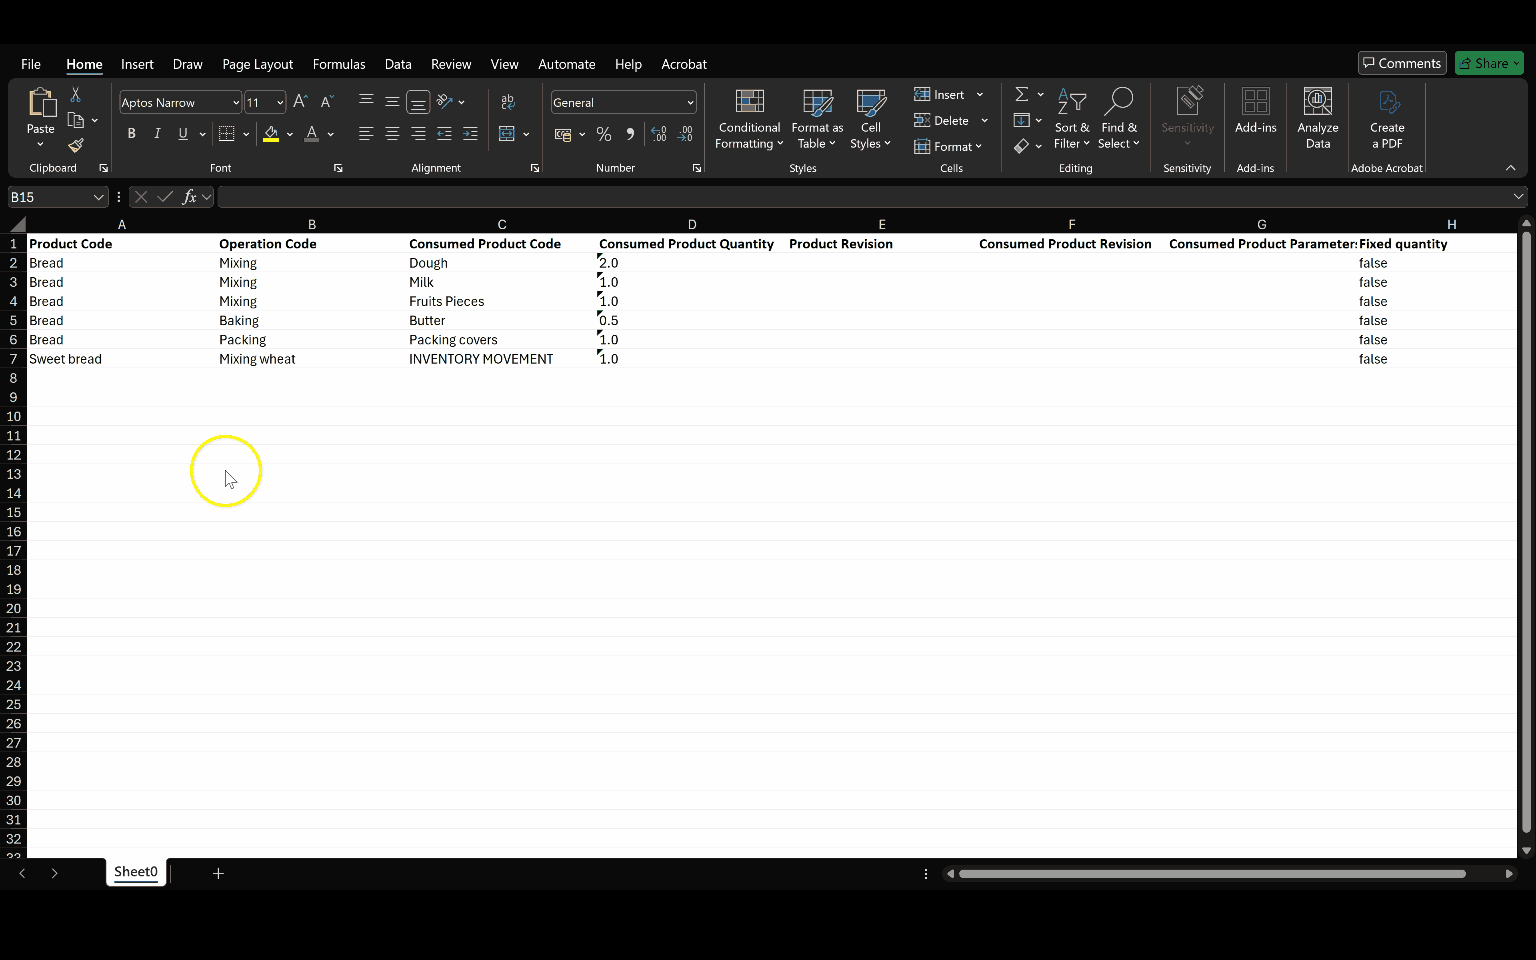 File Home Insert Draw Page Layout Formulas Data Review View Automate Help Acrobat Comments Share
Aptos Narrow 11 General Insert
Paste B I U A Conditional Formatting Format as Table Cell Styles Delete Sort & Filter Find & Select Sensitivity Add-ins Analyze Data Create a PDF
Format
Clipboard Font Alignment Number Styles Cells Editing Sensitivity Add-ins Adobe Acrobat
B15 fx
A B C D E F G H
1 Product Code Operation Code Consumed Product Code Consumed Product Quantity Product Revision Consumed Product Revision Consumed Product Parameter: Fixed quantity
2 Bread Mixing Dough 2.0 false
3 Bread Mixing Milk 1.0 false
4 Bread Mixing Fruits Pieces 1.0 false
5 Bread Baking Butter 0.5 false
6 Bread Packing Packing covers 1.0 false
7 Sweet bread Mixing wheat INVENTORY MOVEMENT 1.0 false
8
9
10
11
12
13
14
15
16
17
18
19
20
21
22
23
24
25
26
27
28
29
30
31
32
33
Sheet0